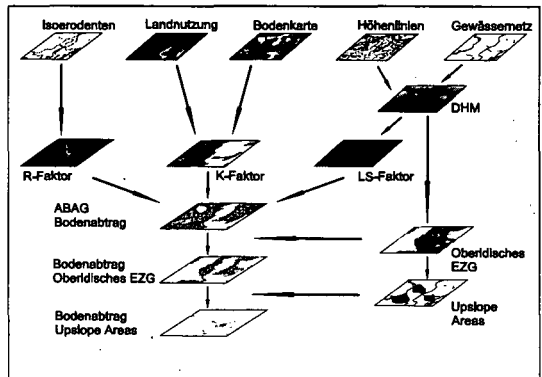 Isoerodenten
Landnutzung
Bodenkarte
Höhenlinien
Gewässernetz
DHM
R-Faktor
K-Faktor
LS-Faktor
ABAG
Bodenabtrag
Oberidisches
EZG
Bodenabtrag
Oberidisches EZG
Upslope
Areas
Bodenabtrag
Upslope Areas